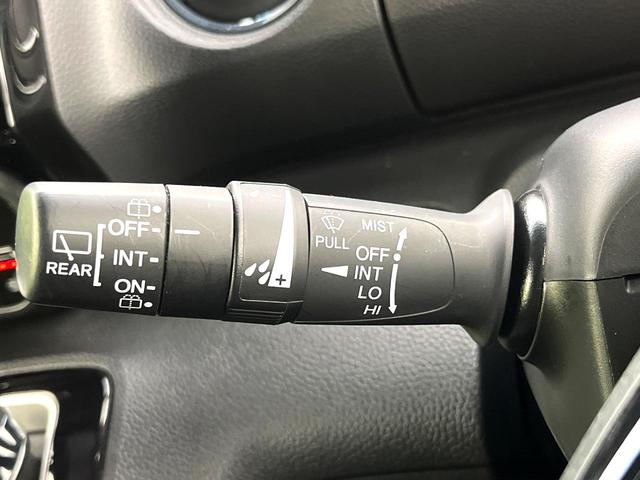 OFF
INT
REAR
ON
+
PULL
MIST
OFF
INT
LO
HI